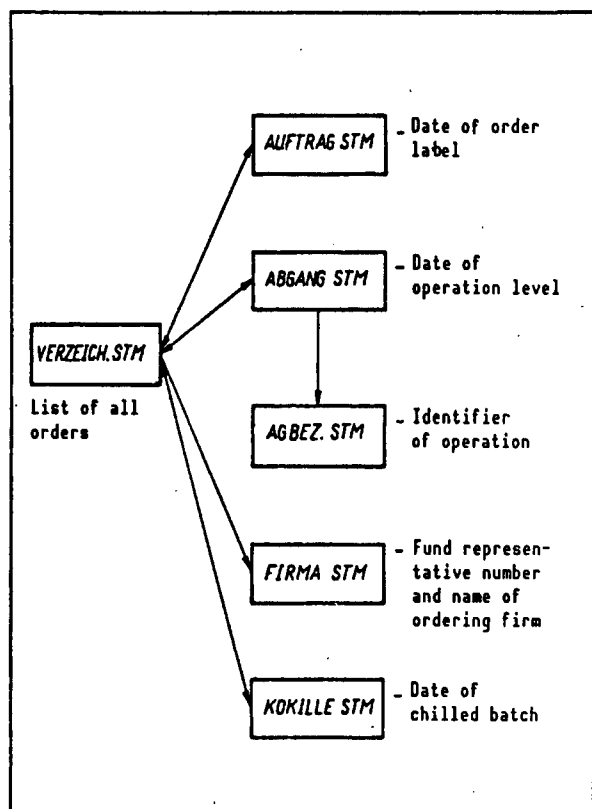 AUFTRAG STM
- Date of order
label
ABGANG STM
- Date of
operation level
VERZEICH.STM
List of all
orders
AGBEZ. STM
- Identifier
of operation
FIRMA STM
- Fund represen-
tative number
and name of
ordering firm
KOKILLE STM
- Date of
chilled batch